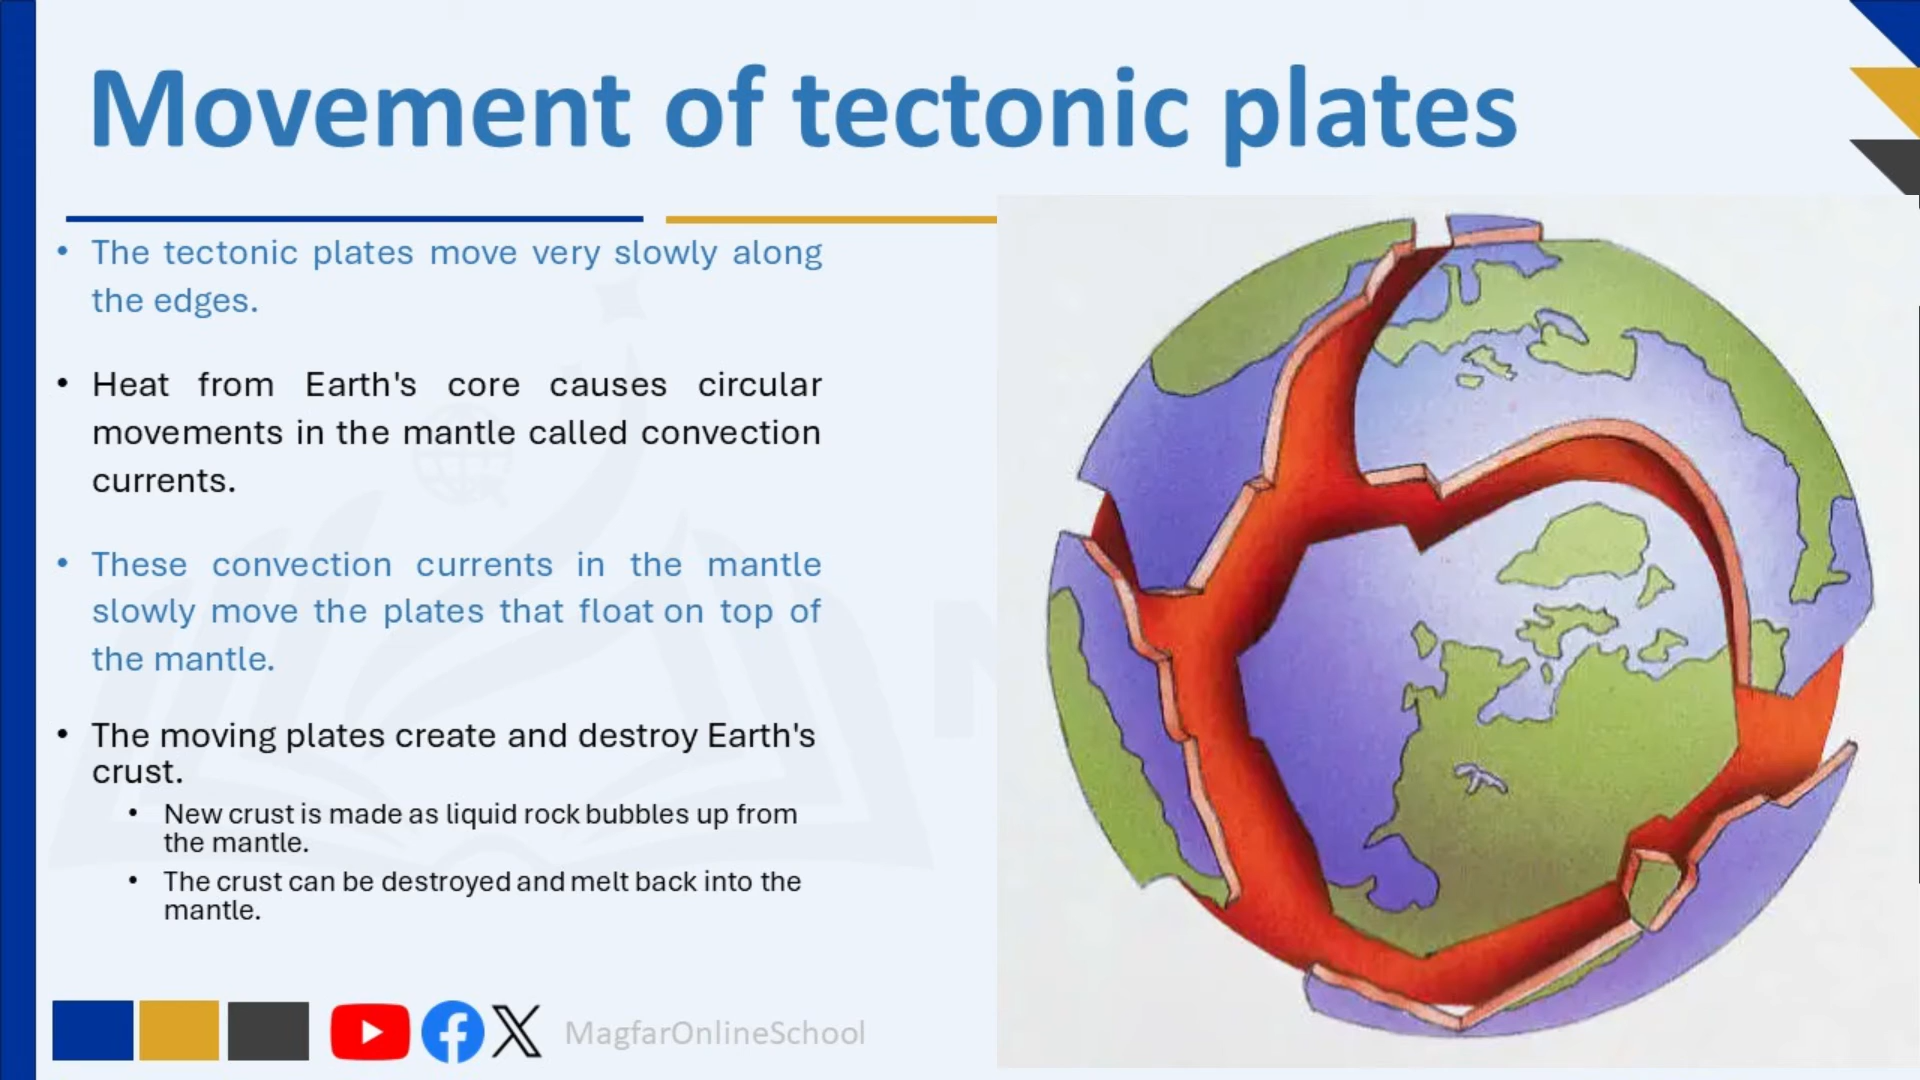 Movement of tectonic plates
• The tectonic plates move very slowly along
the edges.
• Heat from Earth's core causes circular
movements in the mantle called convection
currents.
• These convection currents in the mantle
slowly move the plates that float on top of
the mantle.
• The moving plates create and destroy Earth's
crust.
• New crust is made as liquid rock bubbles up from
the mantle.
• The crust can be destroyed and melt back into the
mantle.
MagfarOnlineSchool